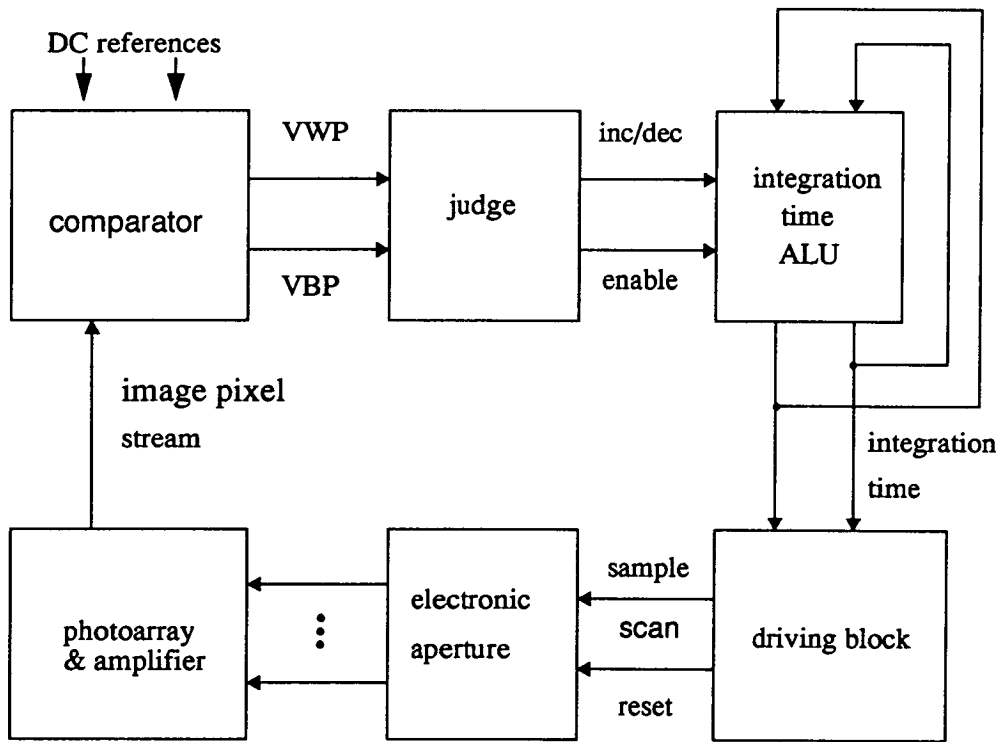 DC references
comparator
VWP
VBP
judge
inc/dec
enable
integration
time
ALU
image pixel
stream
integration
time
photoarray
& amplifier
electronic
aperture
sample
scan
reset
driving block